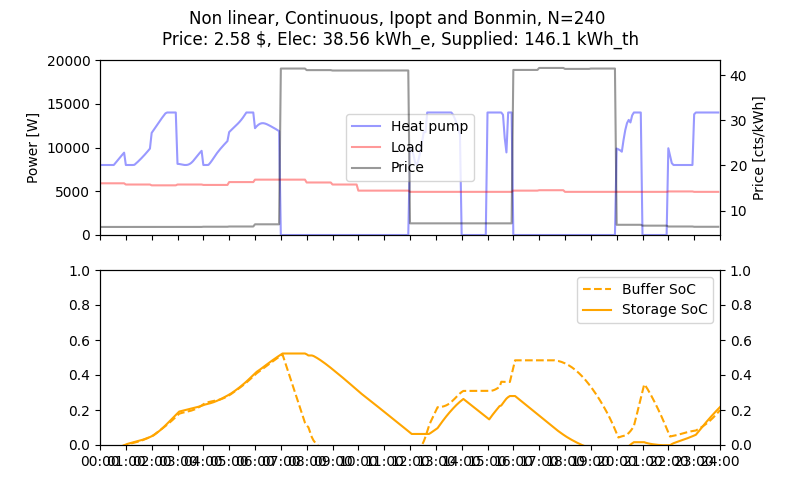 Non linear, Continuous, Ipopt and Bonmin, N=240
Price: 2.58 $, Elec: 38.56 kWh_e, Supplied: 146.1 kWh_th
20000
15000
10000
5000
0
Power [W]
Heat pump
Load
Price
40
30
20
10
Price [cts/kWh]
1.0
0.8
0.6
0.4
0.2
0.0
Buffer SoC
Storage SoC
1.0
0.8
0.6
0.4
0.2
0.0
00:00 01:00 02:00 03:00 04:00 05:00 06:00 07:00 08:00 09:00 10:00 11:00 12:00 13:00 14:00 15:00 16:00 17:00 18:00 19:00 20:00 21:00 22:00 23:00 24:00